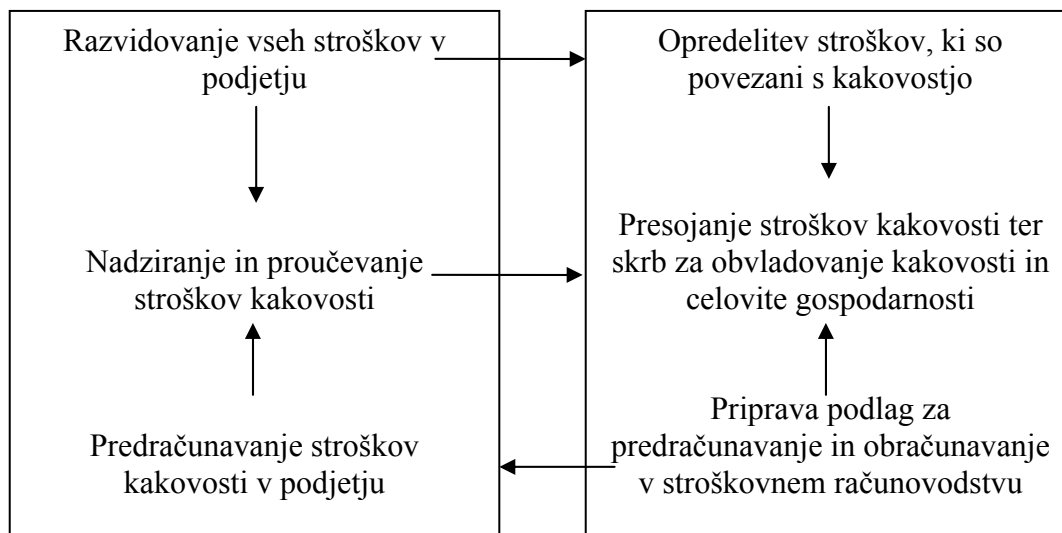 Razvidovanje vseh stroškov v
podjetju
Opredelitev stroškov, ki so
povezani s kakovostjo
Nadziranje in proučevanje
stroškov kakovosti
Presojanje stroškov kakovosti ter
skrb za obvladovanje kakovosti in
celovite gospodarnosti
Predračunavanje stroškov
kakovosti v podjetju
Priprava podlag za
predračunavanje in obračunavanje
v stroškovnem računovodstvu